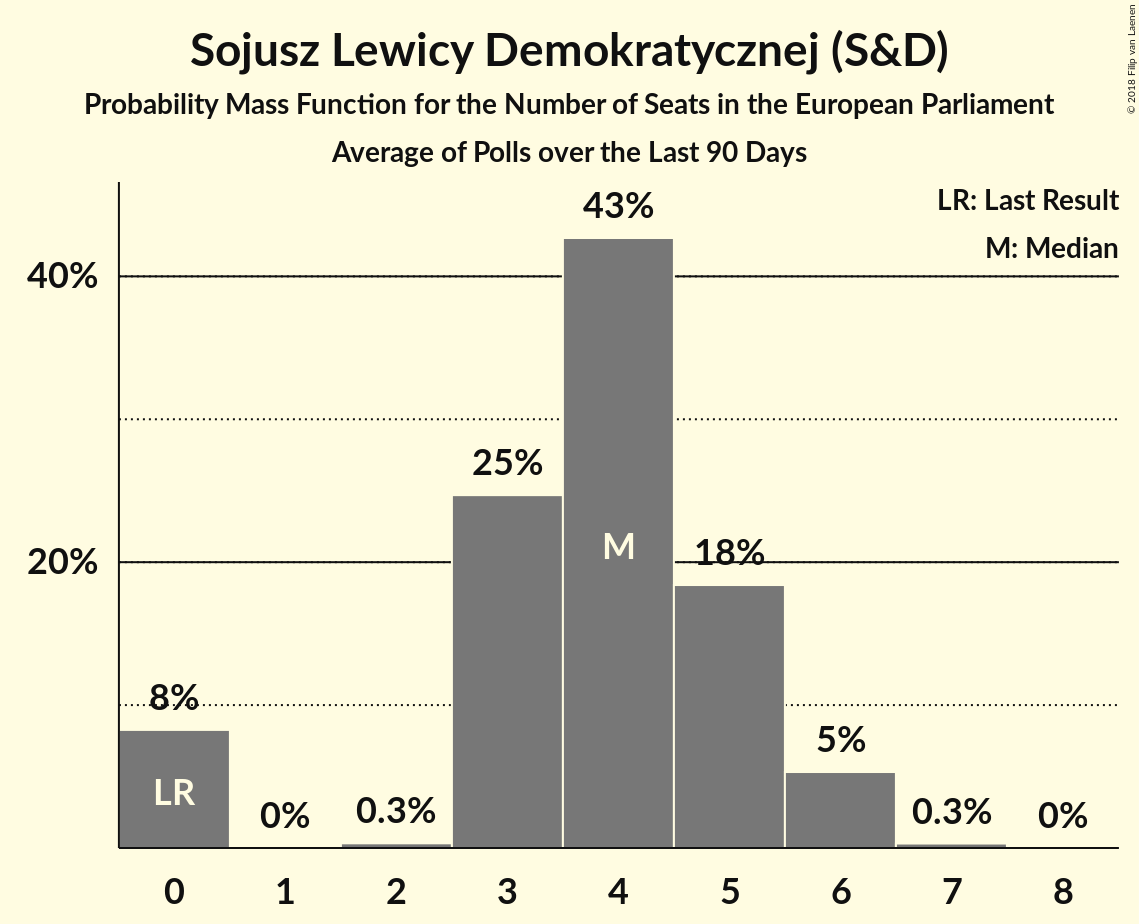 Sojusz Lewicy Demokratycznej (S&D)
Probability Mass Function for the Number of Seats in the European Parliament
Average of Polls over the Last 90 Days
© 2018 Filip van Laenen
LR: Last Result
M: Median
43%
40%
25%
M
18%
20%
8%
5%
LR
0%
0.3%
0.3%
0%
0 1 2 3 4 5 6 7 8